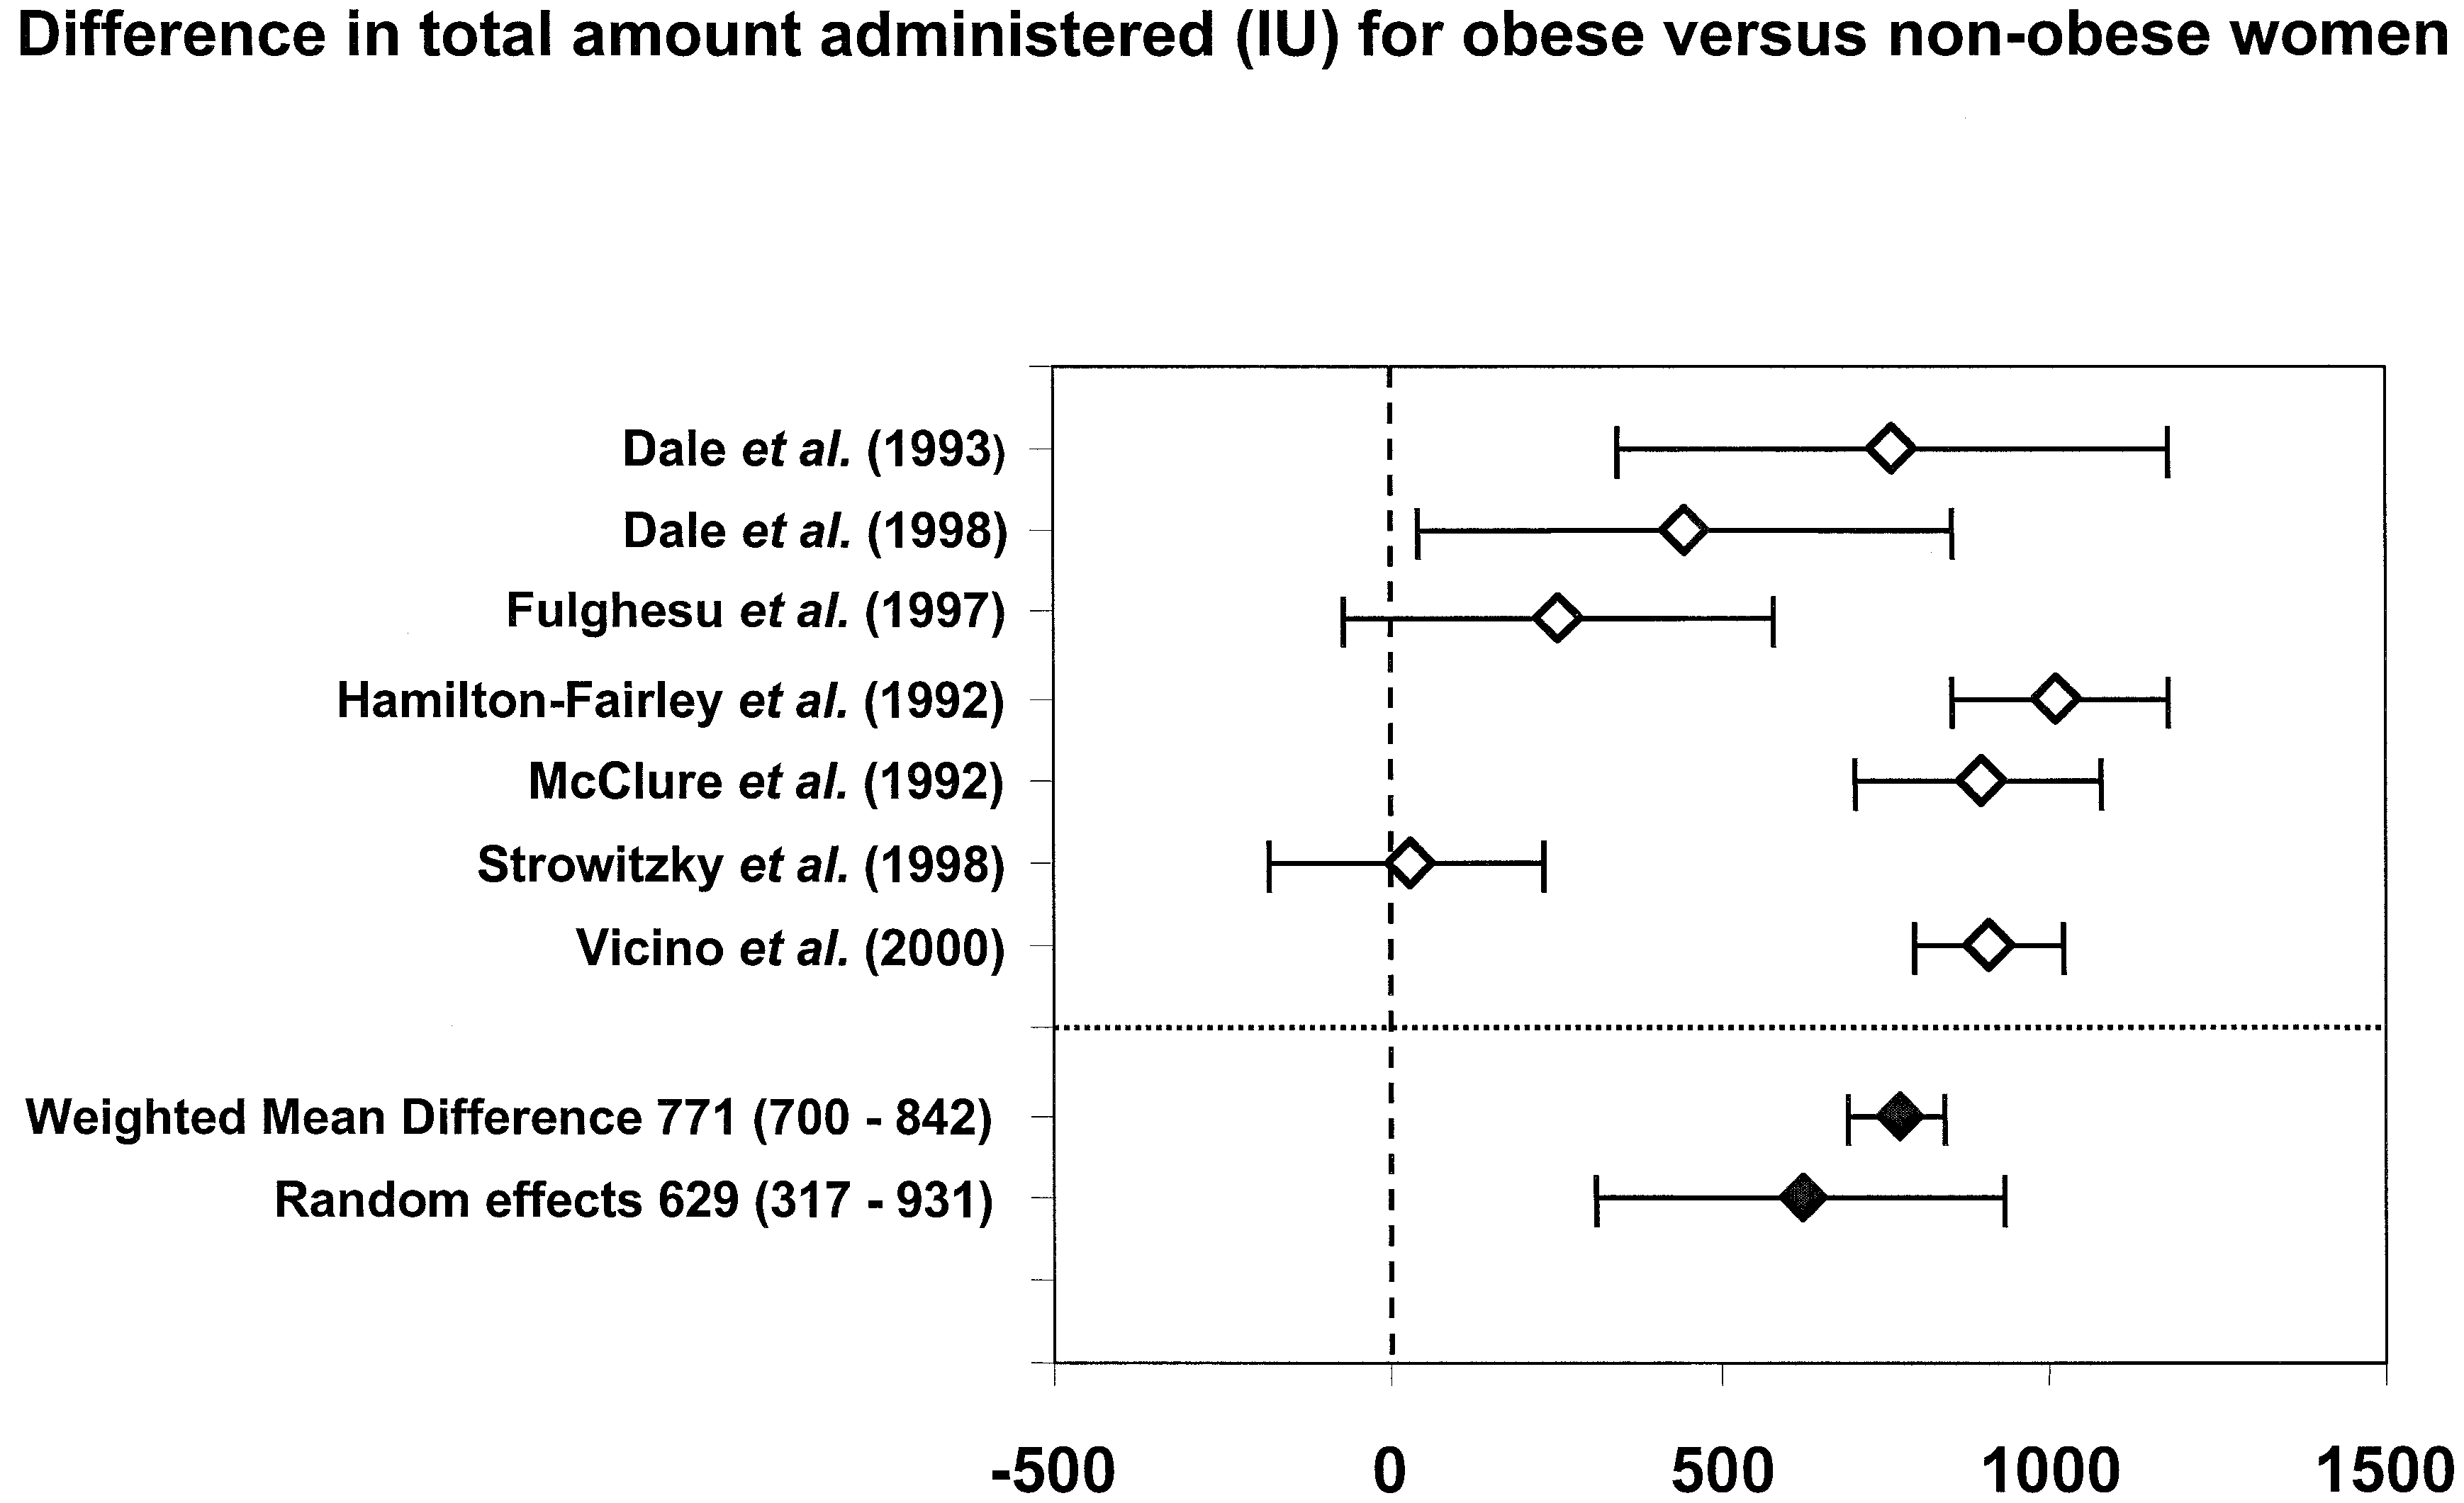 Difference in total amount administered (IU) for obese versus non-obese women
Dale et al. (1993)
Dale et al. (1998)
Fulghesu et al. (1997)
Hamilton-Fairley et al. (1992)
McClure et al. (1992)
Strowitzky et al. (1998)
Vicino et al. (2000)
Weighted Mean Difference 771 (700 - 842)
Random effects 629 (317 - 931)
-500 0 500 1000 1500